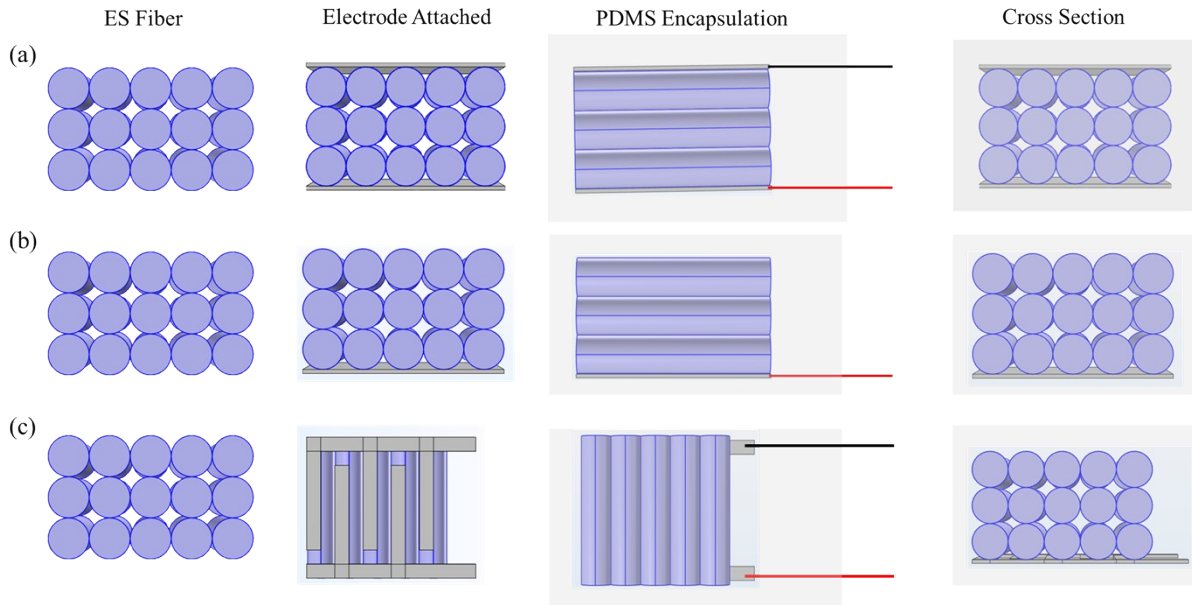 ES Fiber
Electrode Attached
PDMS Encapsulation
Cross Section
(a)
(b)
(c)